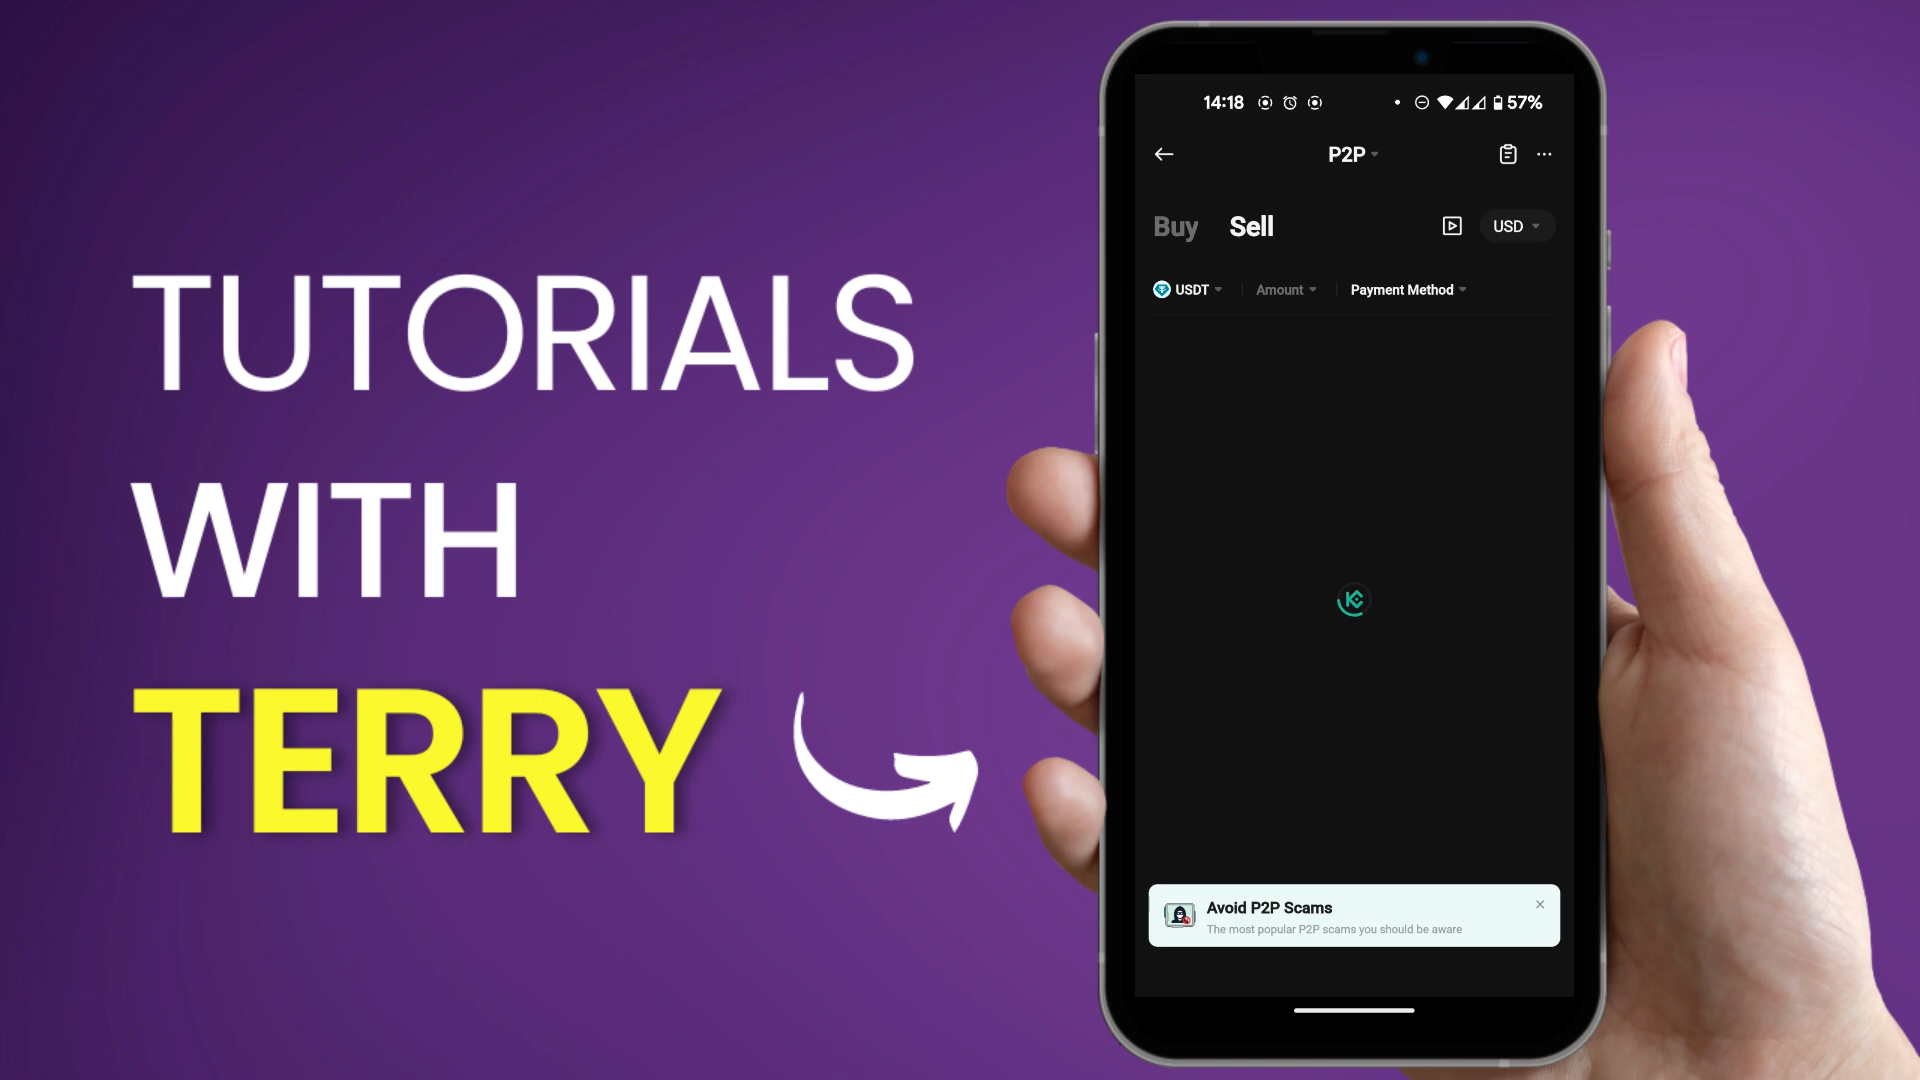 TUTORIALS
WITH
TERRY
14:18 57%
P2P
Buy Sell USD
USDT Amount Payment Method
Avoid P2P Scams
The most popular P2P scams you should be aware